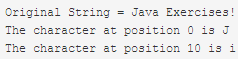 Original String = Java Exercises!
The character at position 0 is J
The character at position 10 is i